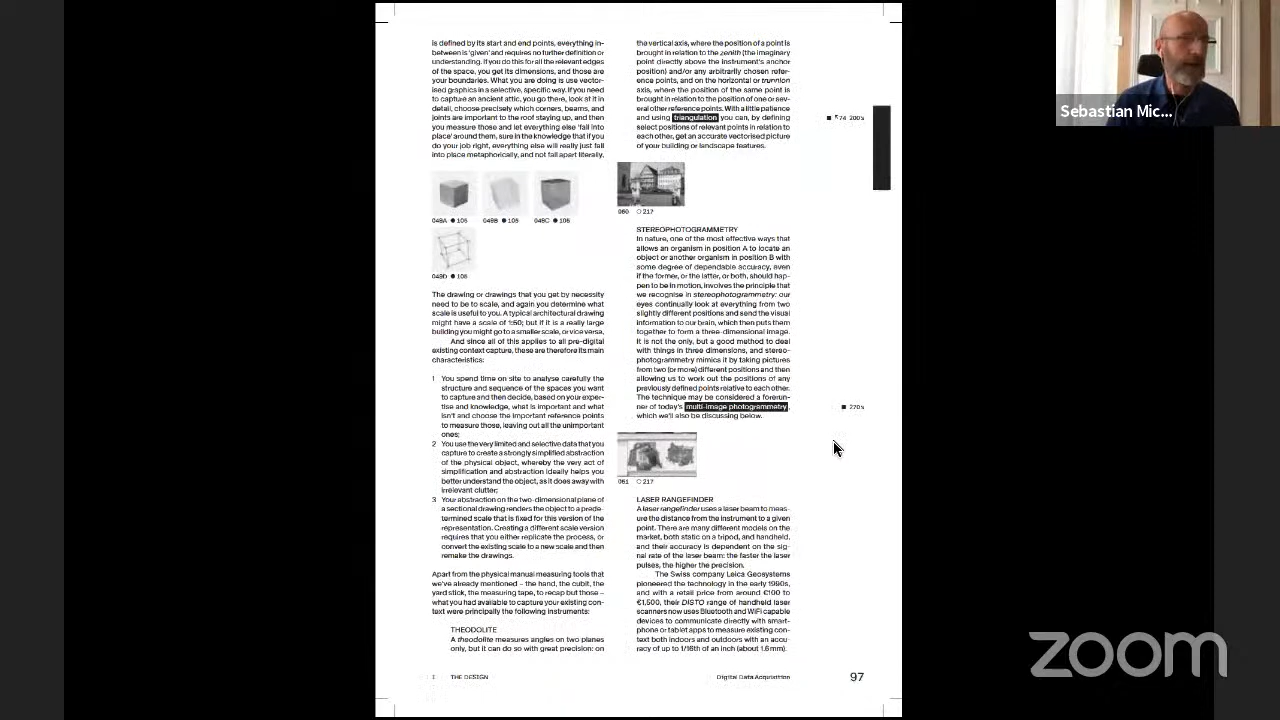 is defined by its start and end points, everything in-
between is 'given' and requires no further definition or
understanding. If you do this for all the relevant edges
of the space, you get its dimensions, and those are
your boundaries. What you are doing is use vector-
ised graphics in a selective, specific way. If you need
to capture an ancient attic, you go there, look at it in
detail, choose precisely which corners, beams, and
joints are important to the roof staying up, and then
you measure those and let everything else 'fall into
place' around them, sure in the knowledge that if you
do your job right, everything else will really just fall
into place metaphorically, and not fall apart literally.
049A ● 105 049B ● 105 049C ● 105
049D ● 105
The drawing or drawings that you get by necessity
need to be to scale, and again you determine what
scale is useful to you. A typical architectural drawing
might have a scale of 1:50; but if it is a really large
building you might go to a smaller scale, or vice versa.
And since all of this applies to all pre-digital
existing context capture, these are therefore its main
characteristics:
1 You spend time on site to analyse carefully the
structure and sequence of the spaces you want
to capture and then decide, based on your exper-
tise and knowledge, what is important and what
isn't and choose the important reference points
to measure those, leaving out all the unimportant
ones;
2 You use the very limited and selective data that you
capture to create a strongly simplified abstraction
of the physical object, whereby the very act of
simplification and abstraction ideally helps you
better understand the object, as it does away with
irrelevant clutter;
3 Your abstraction on the two-dimensional plane of
a sectional drawing renders the object to a prede-
termined scale that is fixed for this version of the
representation. Creating a different scale version
requires that you either replicate the process, or
convert the existing scale to a new scale and then
remake the drawings.
Apart from the physical manual measuring tools that
we've already mentioned – the hand, the cubit, the
yard stick, the measuring tape, to recap but those –
what you had available to capture your existing con-
text were principally the following instruments:
THEODOLITE
A theodolite measures angles on two planes
only, but it can do so with great precision: on
the vertical axis, where the position of a point is
brought in relation to the zenith (the imaginary
point directly above the instrument's anchor
position) and/or any arbitrarily chosen refer-
ence points, and on the horizontal or trunnion
axis, where the position of the same point is
brought in relation to the position of one or sev-
eral other reference points. With a little patience
and using triangulation you can, by defining
select positions of relevant points in relation to
each other, get an accurate vectorised picture
of your building or landscape features.
050 ○ 217
STEREOPHOTOGRAMMETRY
In nature, one of the most effective ways that
allows an organism in position A to locate an
object or another organism in position B with
some degree of dependable accuracy, even
if the former, or the latter, or both, should hap-
pen to be in motion, involves the principle that
we recognise in stereophotogrammetry: our
eyes continually look at everything from two
slightly different positions and send the visual
information to our brain, which then puts them
together to form a three-dimensional image.
It is not the only, but a good method to deal
with things in three dimensions, and stereo-
photogrammetry mimics it by taking pictures
from two (or more) different positions and then
allowing us to work out the positions of any
previously defined points relative to each other.
The technique may be considered a forerun-
ner of today's multi-image photogrammetry,
which we'll also be discussing below.
051 ○ 217
LASER RANGEFINDER
A laser rangefinder uses a laser beam to meas-
ure the distance from the instrument to a given
point. There are many different models on the
market, both static on a tripod, and handheld,
and their accuracy is dependent on the sig-
nal rate of the laser beam: the faster the laser
pulses, the higher the precision.
The Swiss company Leica Geosystems
pioneered the technology in the early 1990s,
and with a retail price from around €100 to
€1,500, their DISTO range of handheld laser
scanners now uses Bluetooth and WiFi capable
devices to communicate directly with smart-
phone or tablet apps to measure existing con-
text both indoors and outdoors with an accu-
racy of up to 1/16th of an inch (about 1.6 mm).
I THE DESIGN
Digital Data Acquisition 97
Sebastian Mic...
zoom